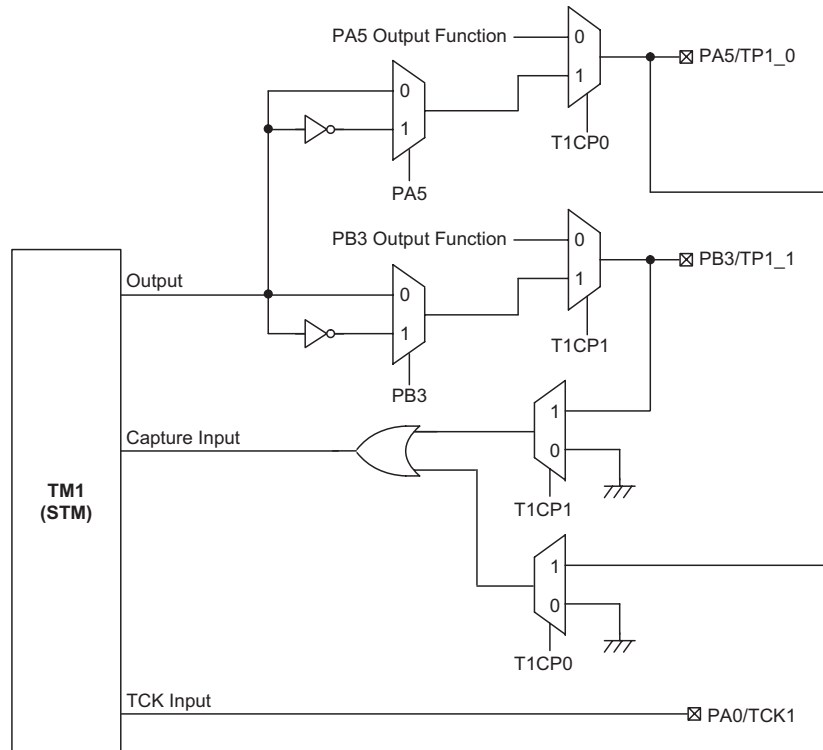 PA5 Output Function
0
1
PA5/TP1_0
0
1
T1CP0
PA5
PB3 Output Function
0
1
PB3/TP1_1
Output
0
1
T1CP1
PB3
Capture Input
1
0
T1CP1
TM1
(STM)
1
0
T1CP0
TCK Input
PA0/TCK1